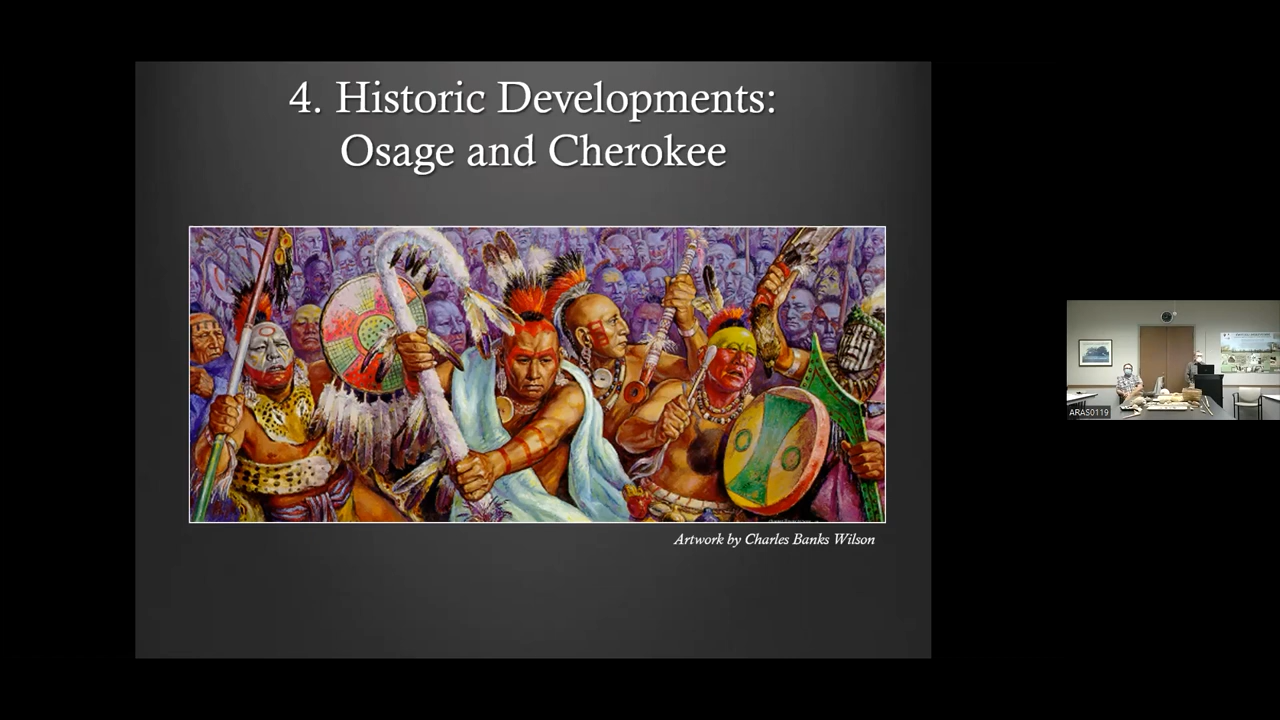 4. Historic Developments:
Osage and Cherokee
Artwork by Charles Banks Wilson
ARAS0119